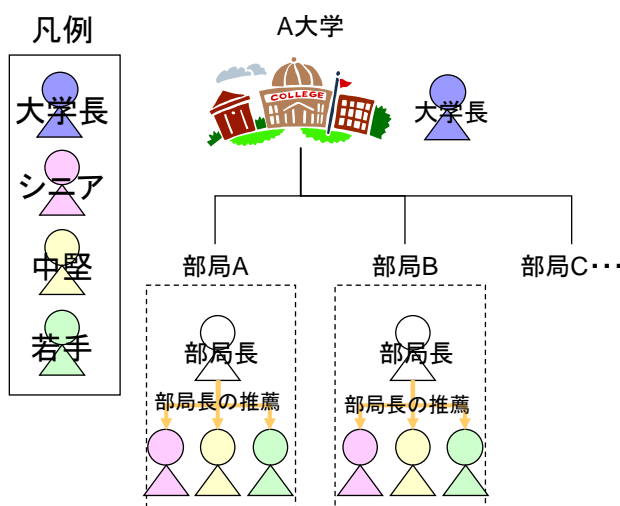 凡例
大学長
シニア
中堅
若手
A大学
COLLEGE
大学長
部局A
部局B
部局C・・・
部局長
部局長
部局長の推薦
部局長の推薦